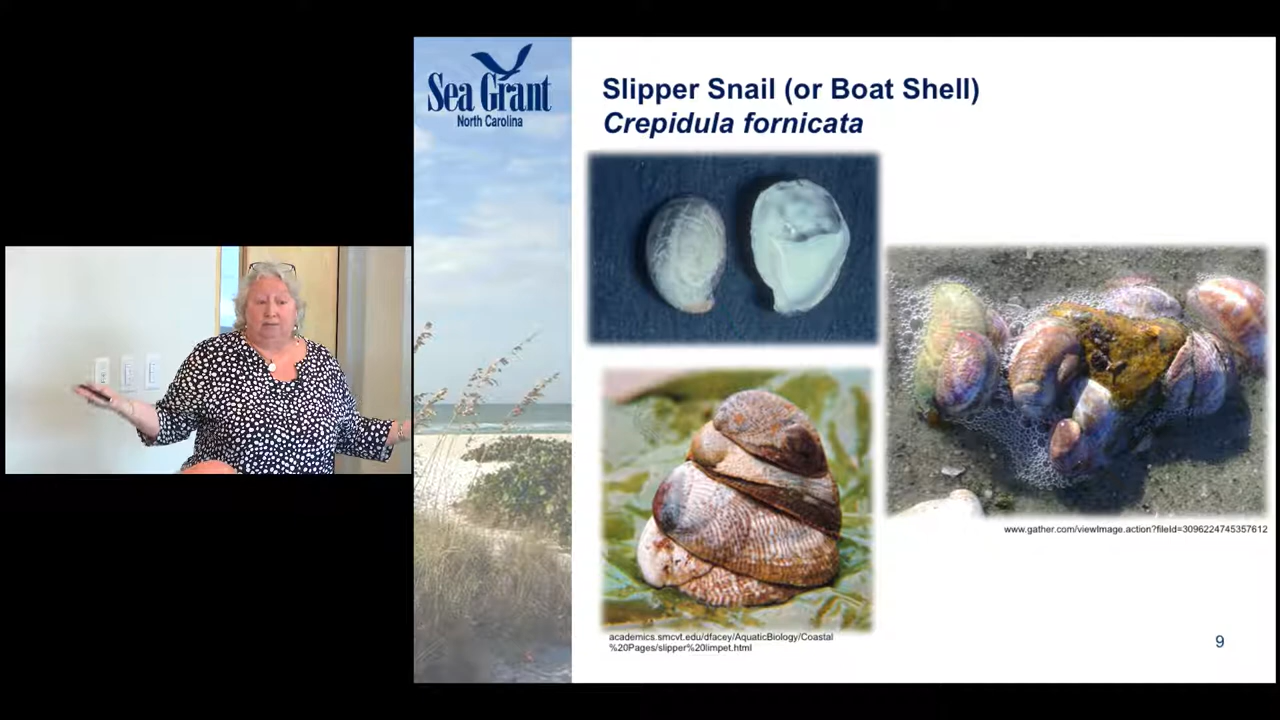 Sea Grant
North Carolina
Slipper Snail (or Boat Shell)
Crepidula fornicata
www.gather.com/viewImage.action?fileId=3096224745357612
academics.smcvt.edu/dfacey/AquaticBiology/Coastal
%20Pages/slipper%20limpet.html
9